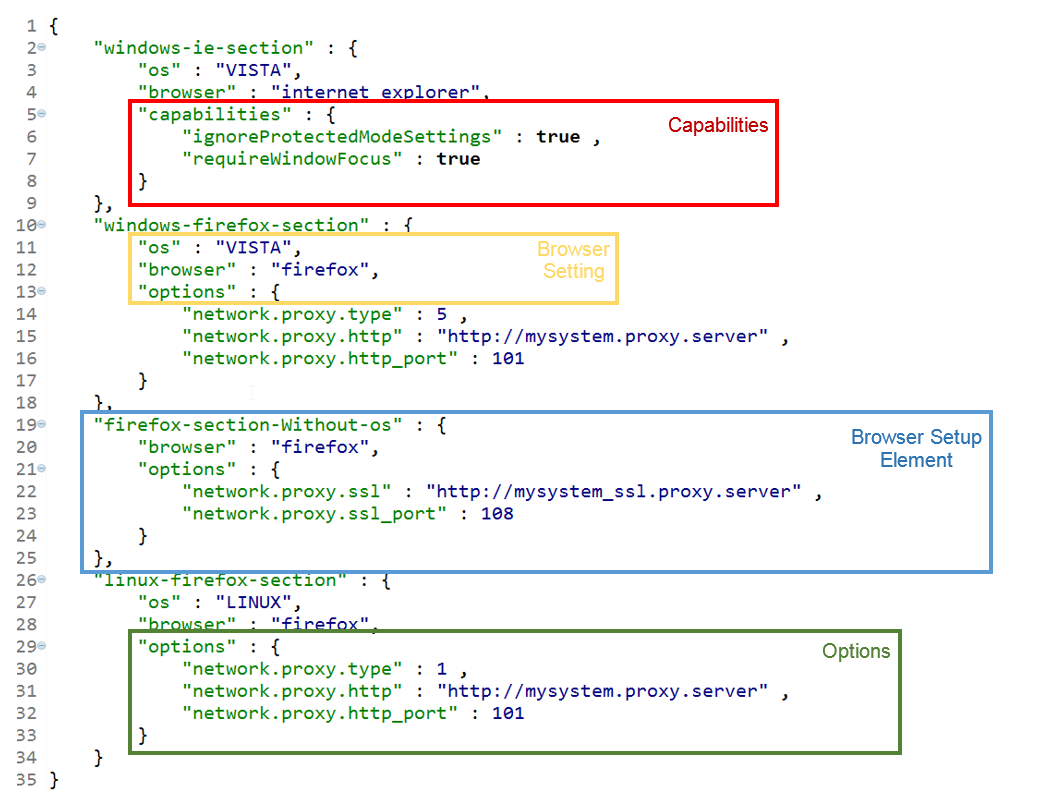 1 {
2 "windows-ie-section" : {
3 "os" : "VISTA",
4 "browser" : "internet explorer",
5 "capabilities" : {
Capabilities
6 "ignoreProtectedModeSettings" : true ,
7 "requireWindowFocus" : true
8 }
9 },
10 "windows-firefox-section" : {
11 "os" : "VISTA",
Browser
12 "browser" : "firefox",
Setting
13 "options" : {
14 "network.proxy.type" : 5 ,
15 "network.proxy.http" : "http://mysystem.proxy.server" ,
16 "network.proxy.http_port" : 101
17 }
18 },
19 "firefox-section-Without-os" : {
Browser Setup
20 "browser" : "firefox",
Element
21 "options" : {
22 "network.proxy.ssl" : "http://mysystem_ssl.proxy.server" ,
23 "network.proxy.ssl_port" : 108
24 }
25 },
26 "linux-firefox-section" : {
27 "os" : "LINUX",
28 "browser" : "firefox",
29 "options" : {
Options
30 "network.proxy.type" : 1 ,
31 "network.proxy.http" : "http://mysystem.proxy.server" ,
32 "network.proxy.http_port" : 101
33 }
34 }
35 }